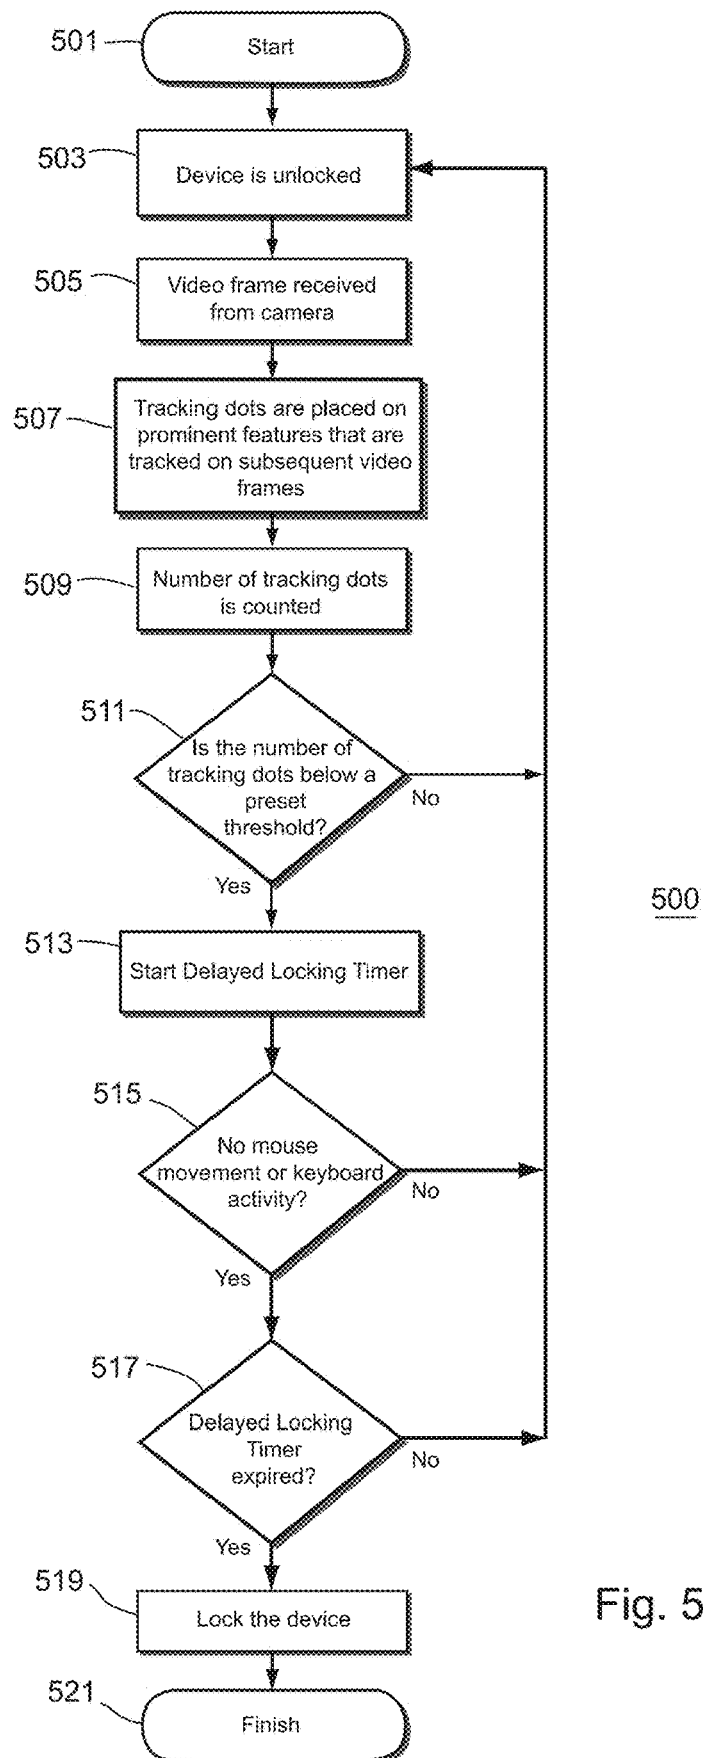 501
Start
503
Device is unlocked
505
Video frame received
from camera
507
Tracking dots are placed on
prominent features that are
tracked on subsequent video
frames
509
Number of tracking dots
is counted
511
Is the number of
tracking dots below a
preset
threshold?
No
Yes
500
513
Start Delayed Locking Timer
515
No mouse
movement or keyboard
activity?
No
Yes
517
Delayed Locking
Timer
expired?
No
Yes
519
Lock the device
Fig. 5
521
Finish